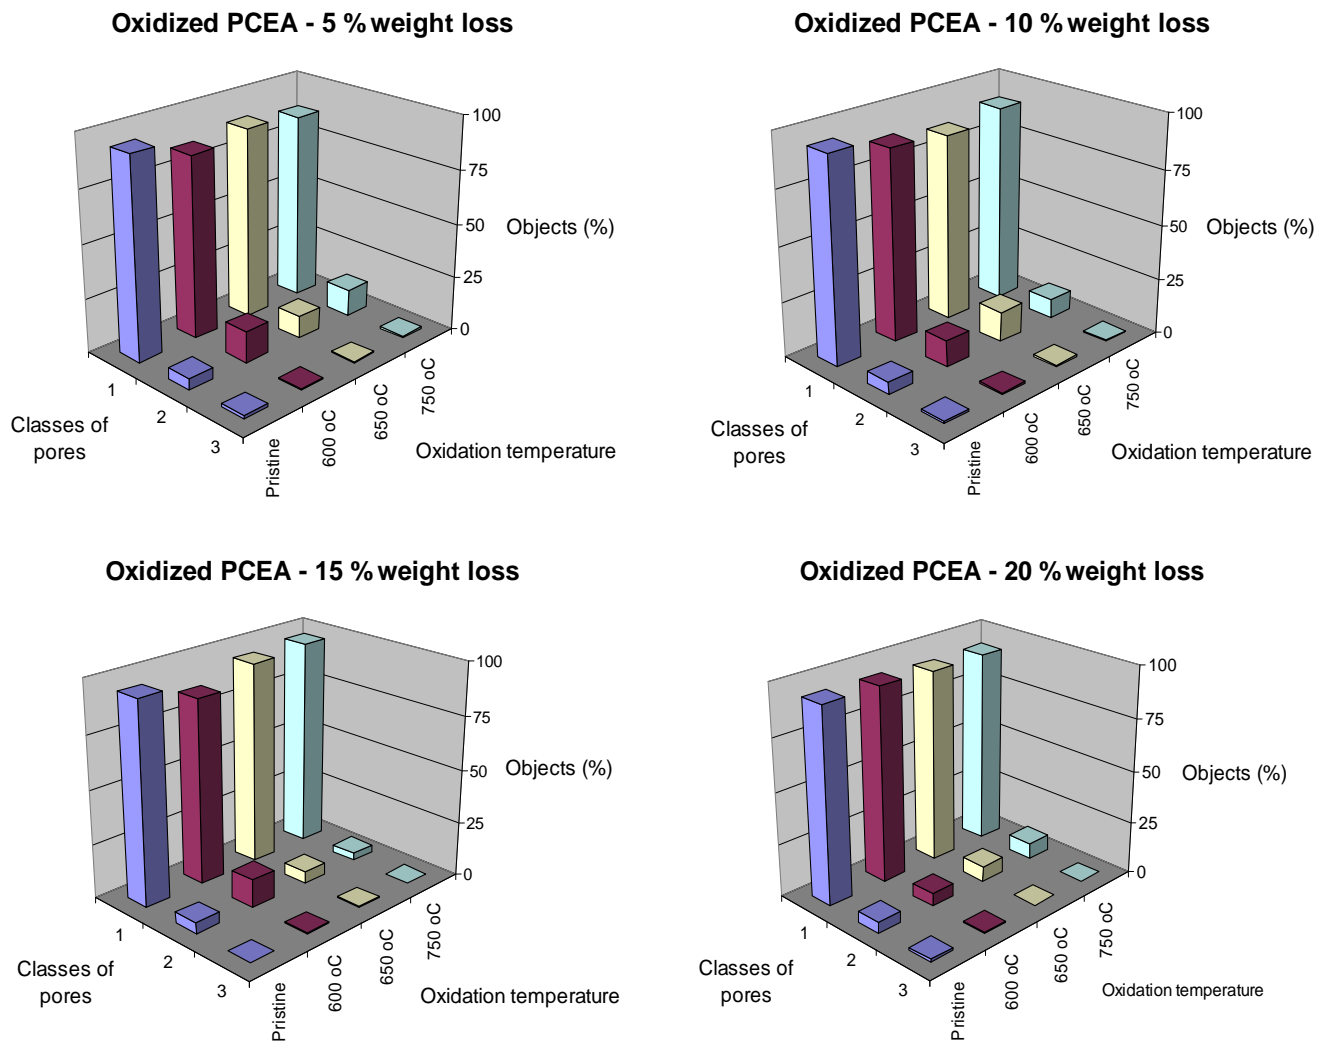 Oxidized PCEA - 5 % weight loss
100
75
50
25
0
Objects (%)
1
2
3
Classes of
pores
Pristine
600 oC
650 oC
750 oC
Oxidation temperature
Oxidized PCEA - 10 % weight loss
100
75
50
25
0
Objects (%)
1
2
3
Classes of
pores
Pristine
600 oC
650 oC
750 oC
Oxidation temperature
Oxidized PCEA - 15 % weight loss
100
75
50
25
0
Objects (%)
1
2
3
Classes of
pores
Pristine
600 oC
650 oC
750 oC
Oxidation temperature
Oxidized PCEA - 20 % weight loss
100
75
50
25
0
Objects (%)
1
2
3
Classes of
pores
Pristine
600 oC
650 oC
750 oC
Oxidation temperature